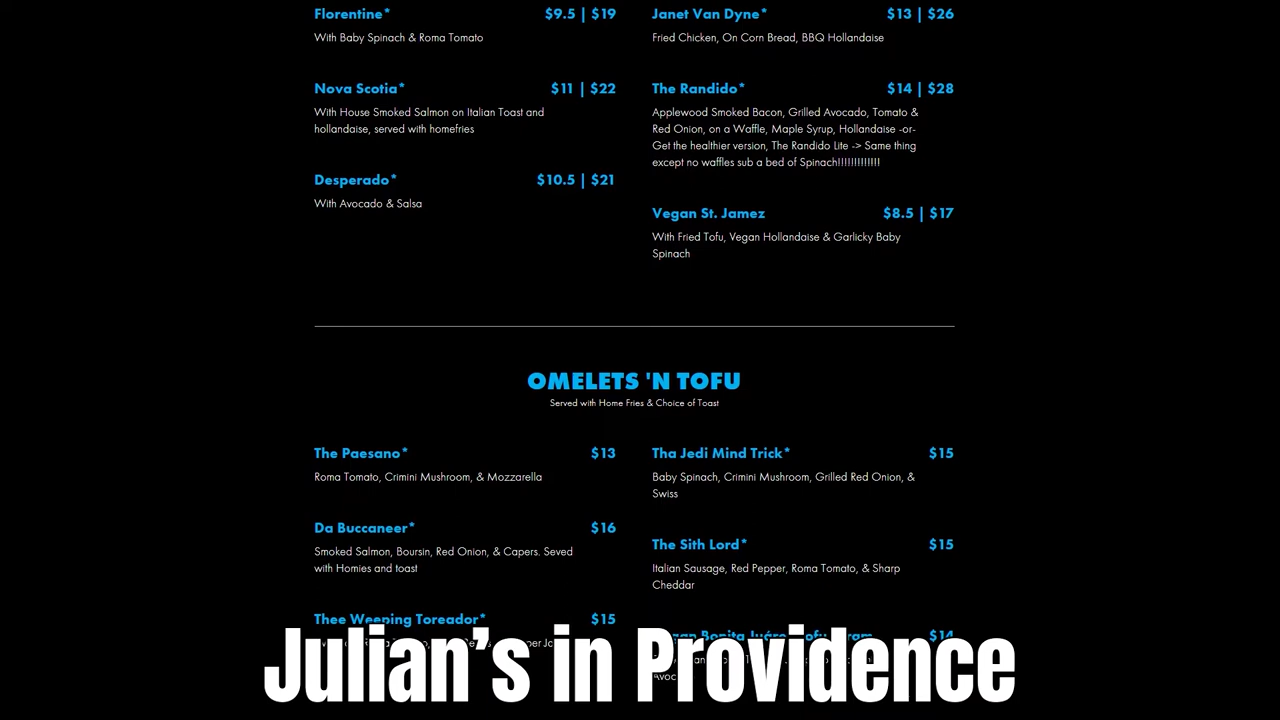 Florentine* $9.5 | $19
With Baby Spinach & Roma Tomato
Nova Scotia* $11 | $22
With House Smoked Salmon on Italian Toast and
hollandaise, served with homefries
Desperado* $10.5 | $21
With Avocado & Salsa
Janet Van Dyne* $13 | $26
Fried Chicken, On Corn Bread, BBQ Hollandaise
The Randido* $14 | $28
Applewood Smoked Bacon, Grilled Avocado, Tomato &
Red Onion, on a Waffle, Maple Syrup, Hollandaise -or-
Get the healthier version, The Randido Lite -> Same thing
except no waffles sub a bed of Spinach!!!!!!!!!!!!!
Vegan St. Jamez $8.5 | $17
With Fried Tofu, Vegan Hollandaise & Garlicky Baby
Spinach
OMELETS 'N TOFU
Served with Home Fries & Choice of Toast
The Paesano* $13
Roma Tomato, Crimini Mushroom, & Mozzarella
Da Buccaneer* $16
Smoked Salmon, Boursin, Red Onion, & Capers. Seved
with Homies and toast
Thee Weeping Toreador* $15
Tha Jedi Mind Trick* $15
Baby Spinach, Crimini Mushroom, Grilled Red Onion, &
Swiss
The Sith Lord* $15
Italian Sausage, Red Pepper, Roma Tomato, & Sharp
Cheddar
Bonita $14
Julian's in Providence